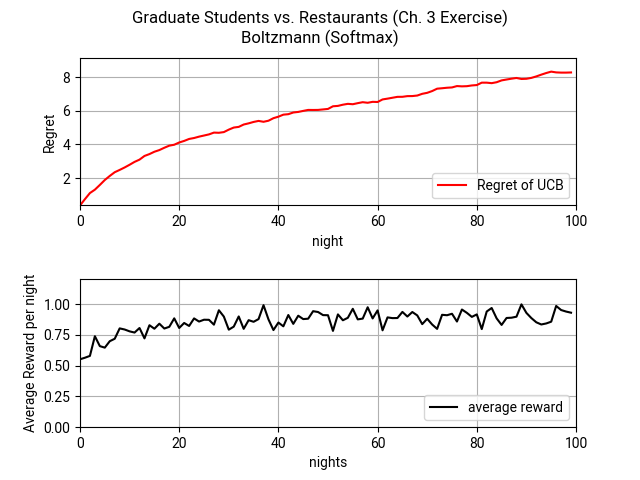 Graduate Students vs. Restaurants (Ch. 3 Exercise)
Boltzmann (Softmax)
Regret
8
6
4
2
Regret of UCB
0 20 40 60 80 100
night
Average Reward per night
1.00
0.75
0.50
0.25
0.00
average reward
0 20 40 60 80 100
nights